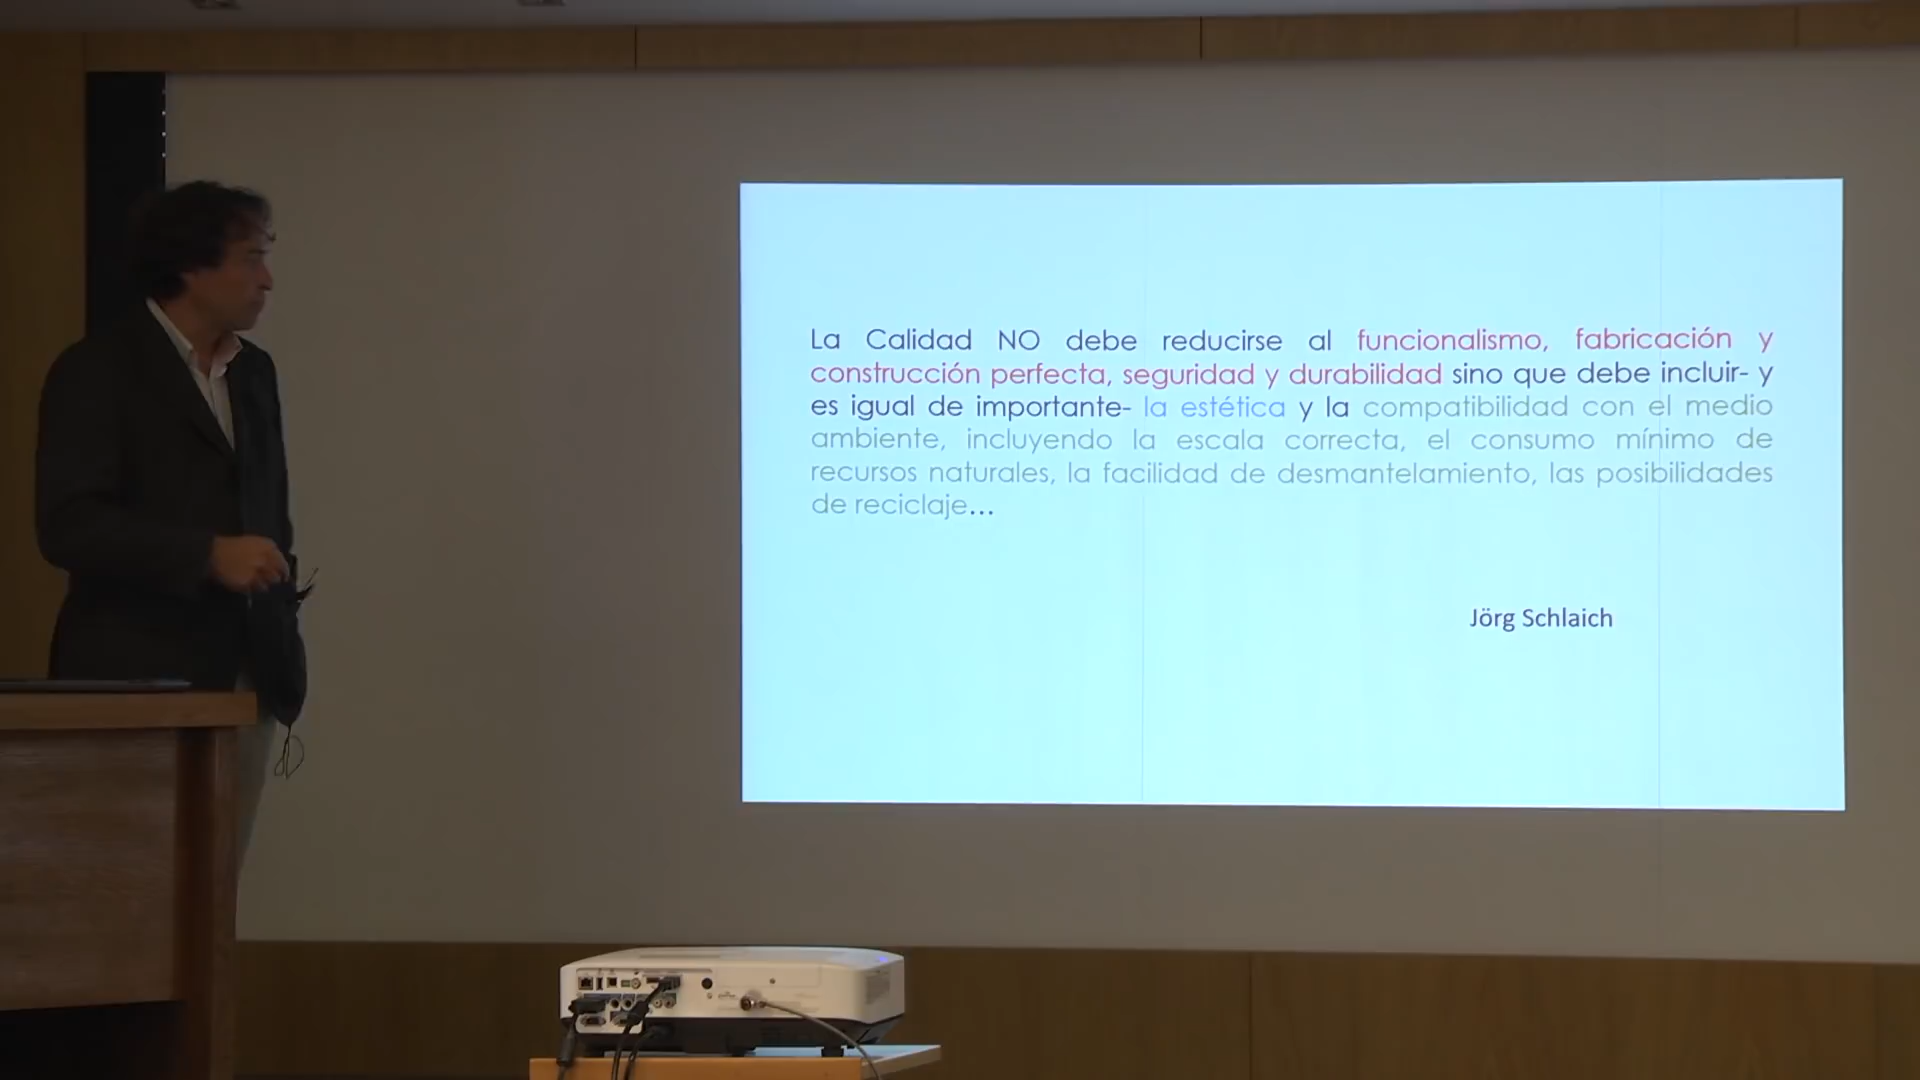 La Calidad NO debe reducirse al funcionalismo, fabricación y
construcción perfecta, seguridad y durabilidad sino que debe incluir- y
es igual de importante- la estética y la compatibilidad con el medio
ambiente, incluyendo la escala correcta, el consumo mínimo de
recursos naturales, la facilidad de desmantelamiento, las posibilidades
de reciclaje...
Jörg Schlaich